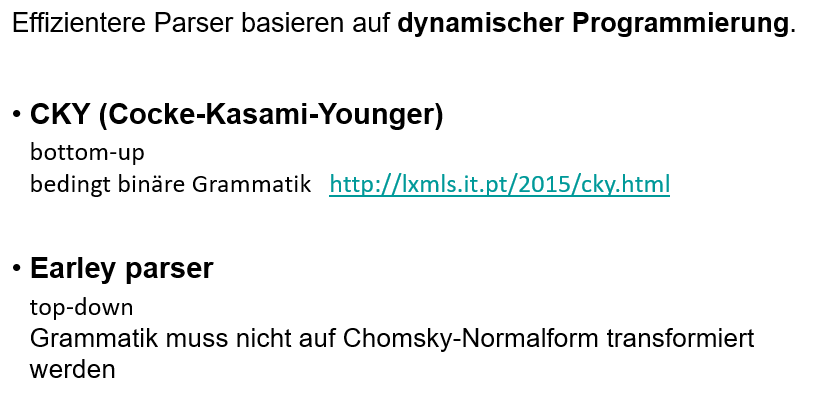 Effizientere Parser basieren auf dynamischer Programmierung.
• CKY (Cocke-Kasami-Younger)
bottom-up
bedingt binäre Grammatik http://lxmls.it.pt/2015/cky.html
• Earley parser
top-down
Grammatik muss nicht auf Chomsky-Normalform transformiert
werden